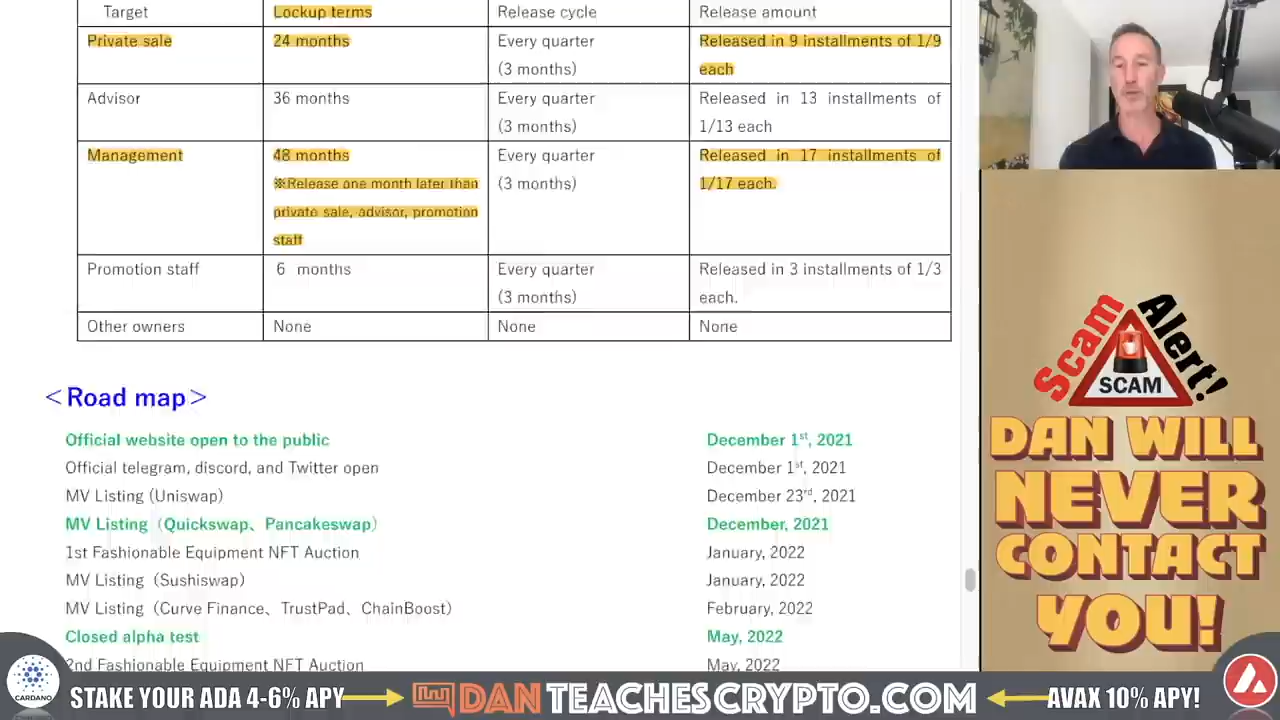 Target Lockup terms Release cycle Release amount
Private sale 24 months Every quarter Released in 9 installments of 1/9
(3 months) each
Advisor 36 months Every quarter Released in 13 installments of
(3 months) 1/13 each
Management 48 months Every quarter Released in 17 installments of
※Release one month later than (3 months) 1/17 each.
private sale, advisor, promotion
staff
Promotion staff 6 months Every quarter Released in 3 installments of 1/3
(3 months) each.
Other owners None None None
＜Road map＞
Official website open to the public December 1st, 2021
Official telegram, discord, and Twitter open December 1st, 2021
MV Listing (Uniswap) December 23rd, 2021
MV Listing（Quickswap、Pancakeswap） December, 2021
1st Fashionable Equipment NFT Auction January, 2022
MV Listing（Sushiswap） January, 2022
MV Listing（Curve Finance、TrustPad、ChainBoost） February, 2022
Closed alpha test May, 2022
2nd Fashionable Equipment NFT Auction May, 2022
Scam Alert!
SCAM
DAN WILL
NEVER
CONTACT
YOU!
CARDANO
STAKE YOUR ADA 4-6% APY DANTEACHESCRYPTO.COM AVAX 10% APY!